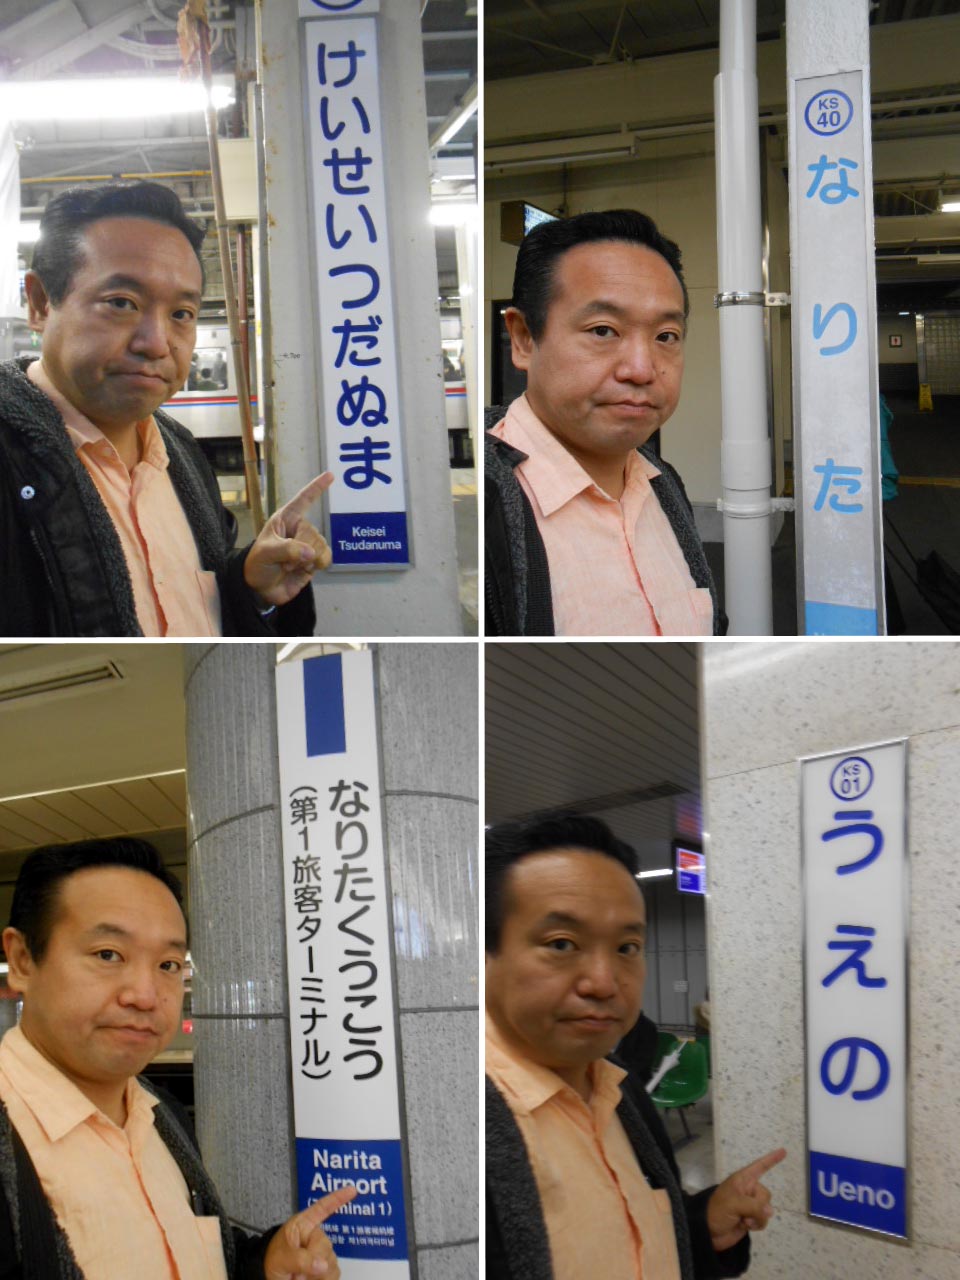 けいせいつだぬま
Keisei
Tsudanuma
KS
40
なりた
なりたくうこう
（第1旅客ターミナル）
Narita
Airport
KS
01
うえの
Ueno